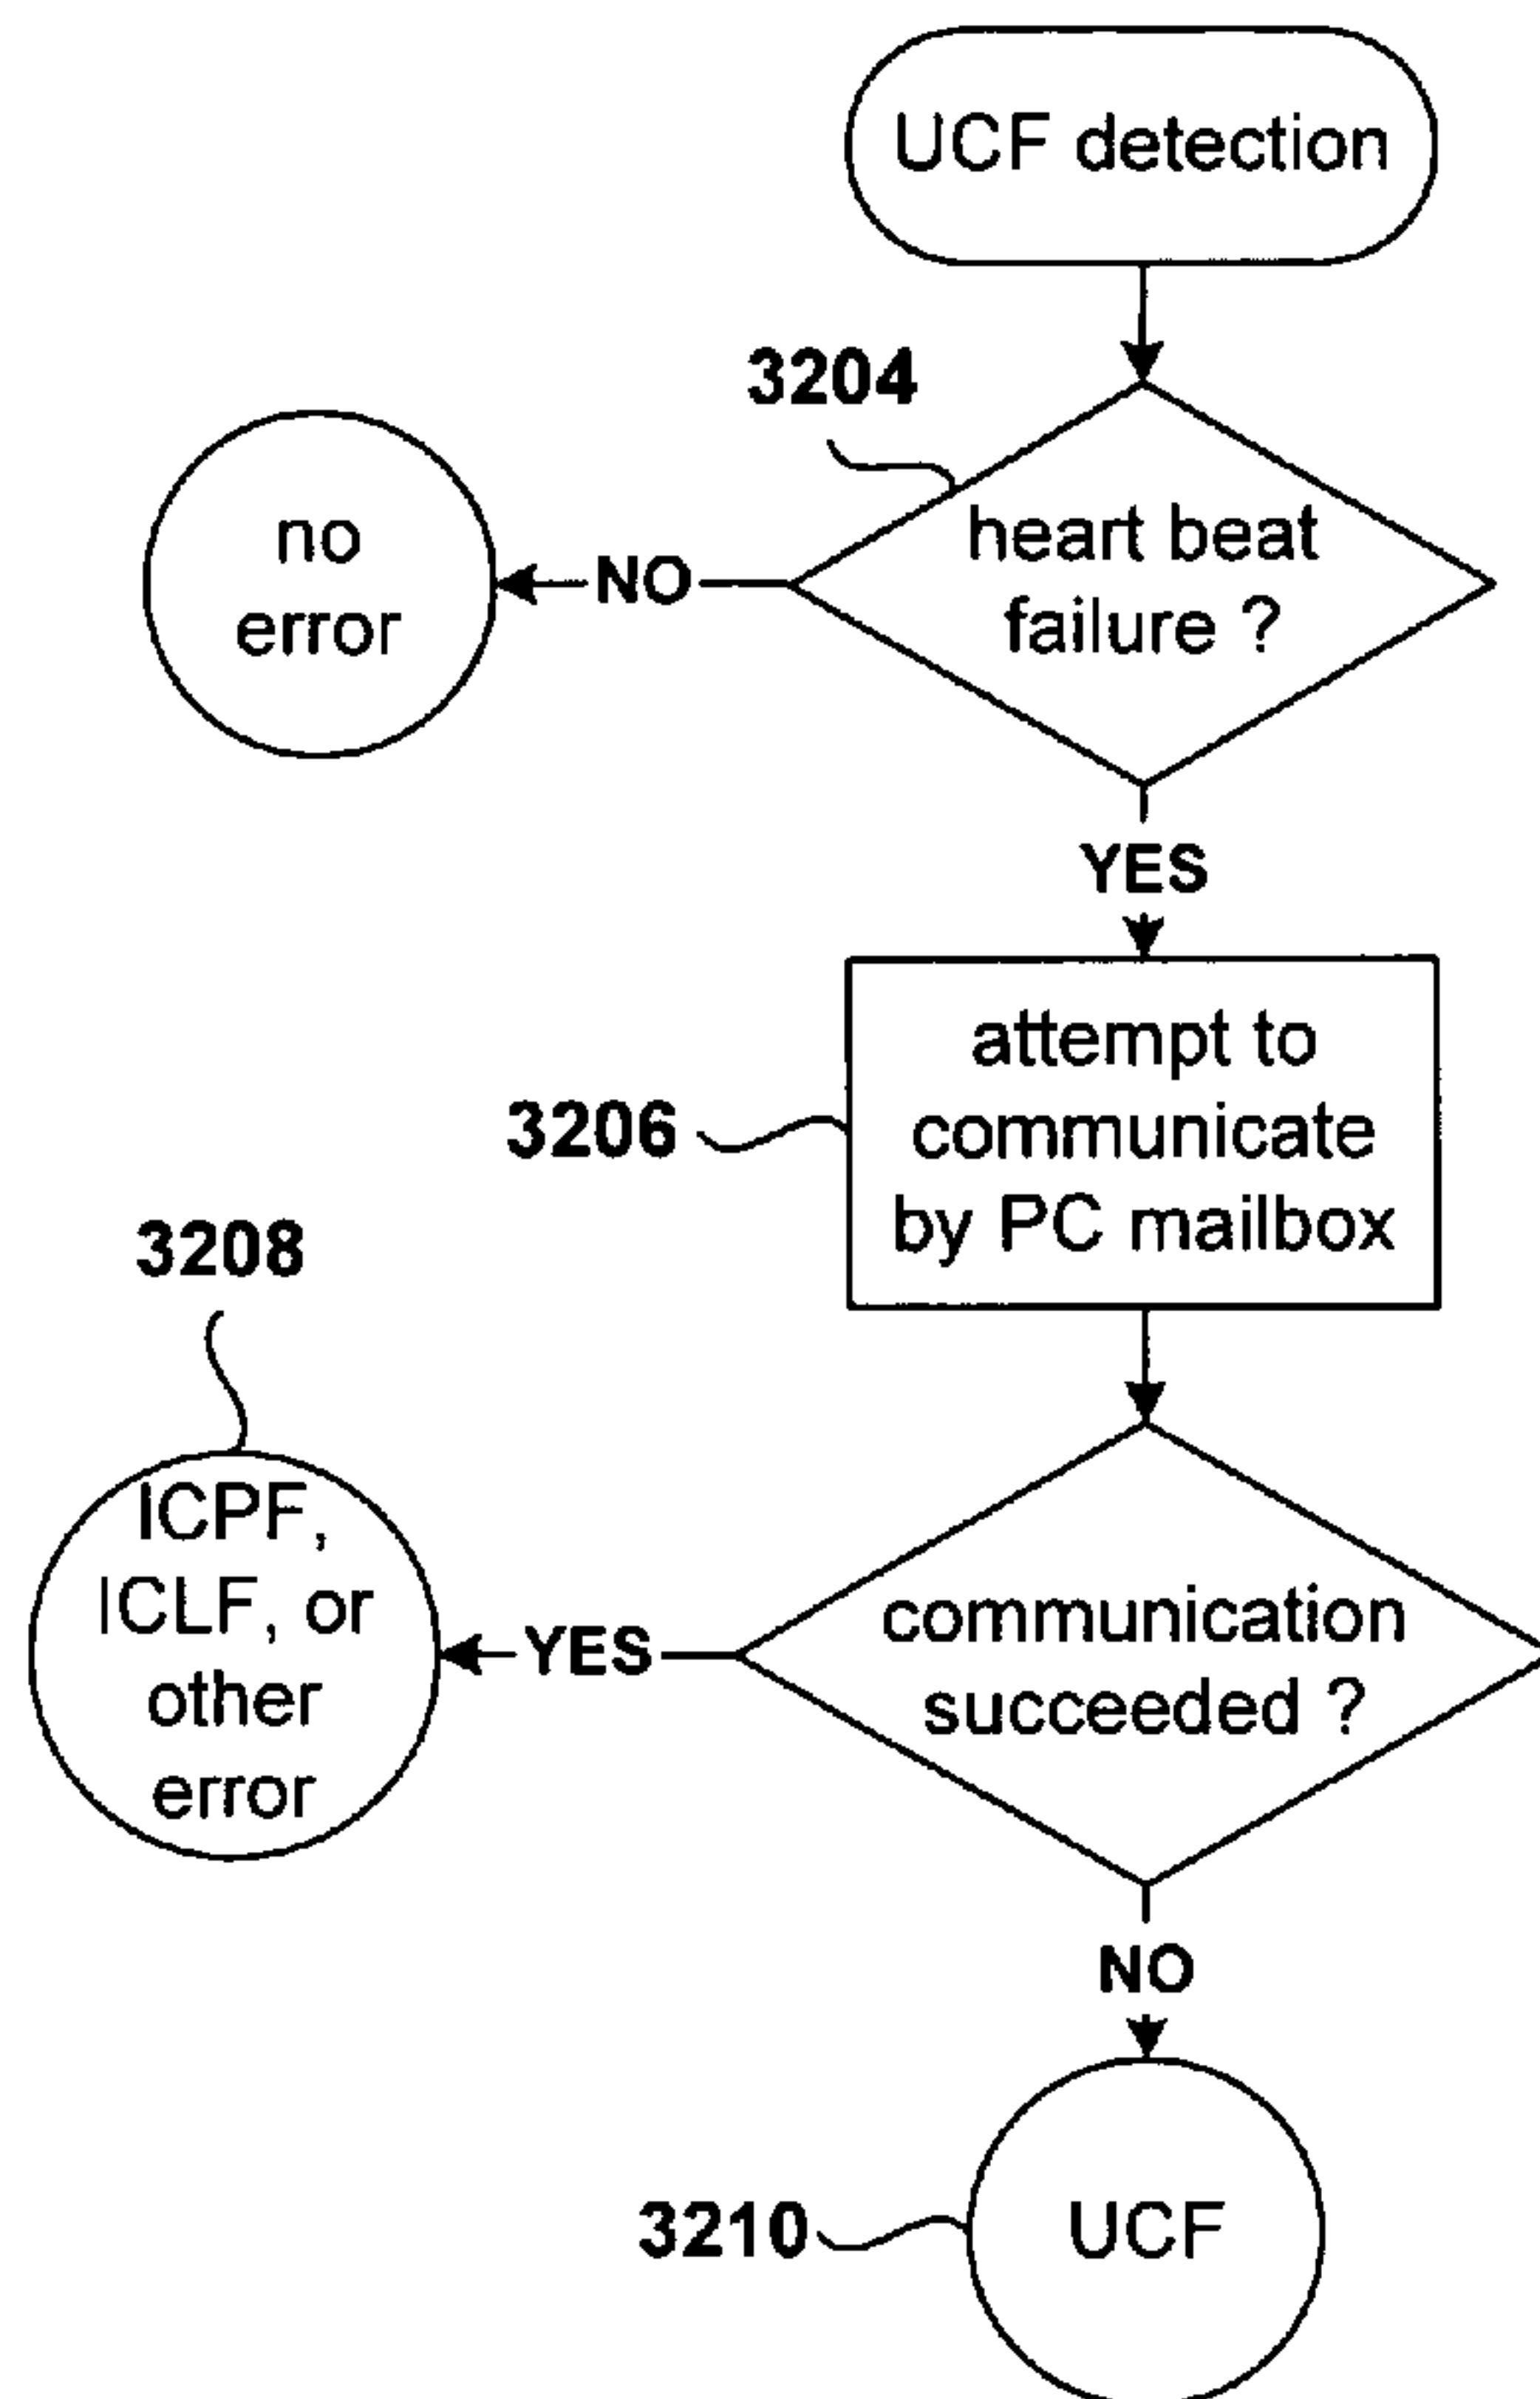 UCF detection
3204
heart beat
failure ?
NO
no
error
YES
attempt to
communicate
by PC mailbox
3206
3208
communication
succeeded ?
YES
ICPF,
ICLF, or
other
error
NO
3210
UCF